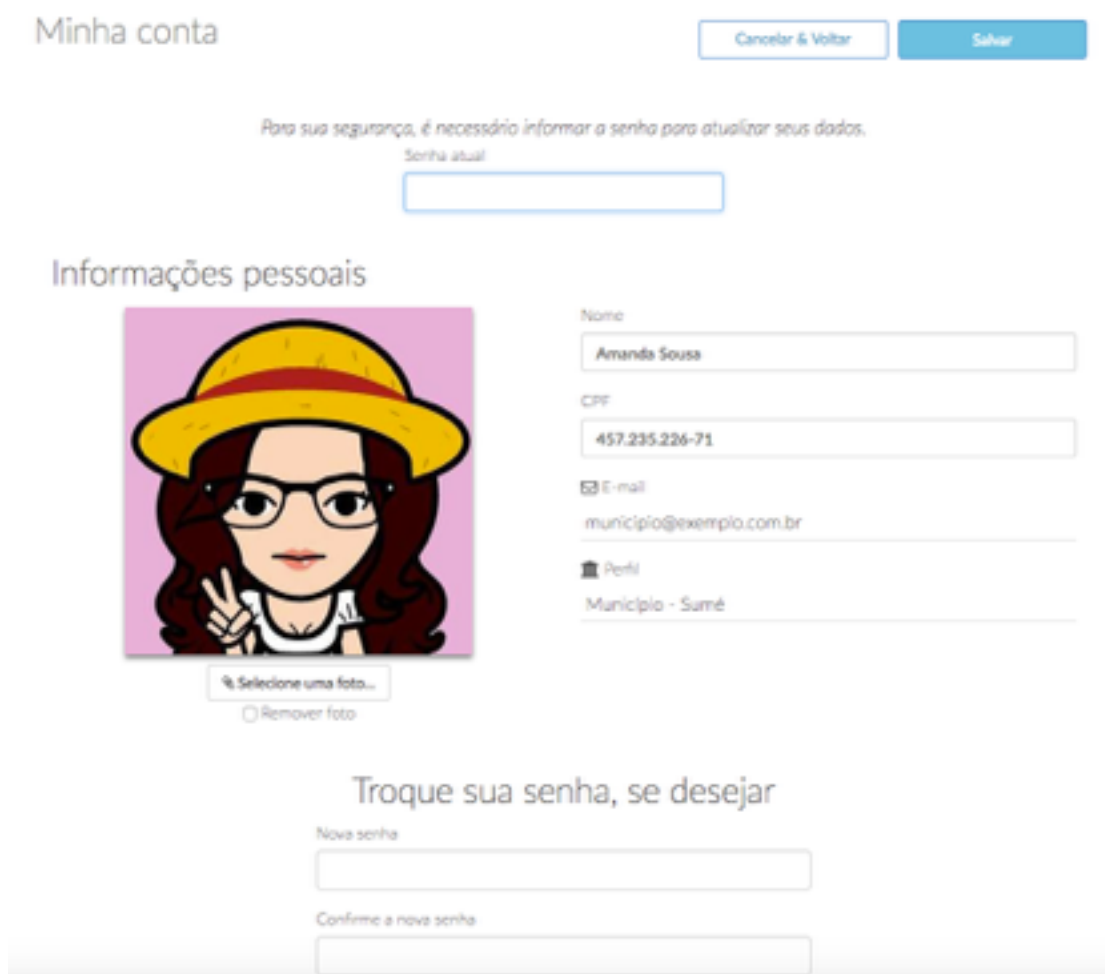 Minha conta
Cancelar & Voltar
Salvar
Para sua segurança, é necessário informar a senha para atualizar seus dados.
Senha atual
Informações pessoais
Nome
Amanda Sousa
CPF
457.235.226-71
E-mail
município@exemplo.com.br
Perfil
Município - Sumé
Selecione uma foto...
Remover foto
Troque sua senha, se desejar
Nova senha
Confirme a nova senha